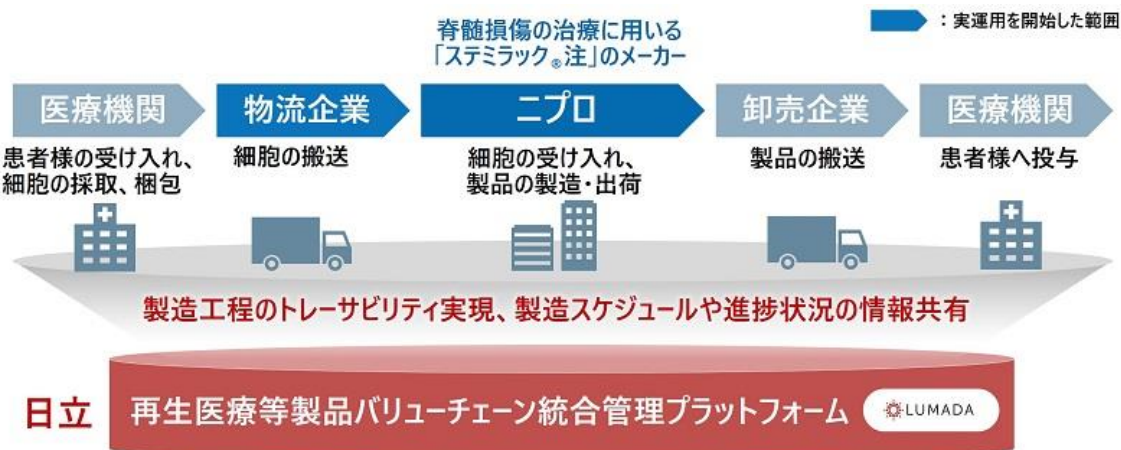 ：実運用を開始した範囲
脊髄損傷の治療に用いる
「ステミラック®注」のメーカー
医療機関
物流企業
ニプロ
卸売企業
医療機関
患者様の受け入れ、
細胞の採取、梱包
細胞の搬送
細胞の受け入れ、
製品の製造・出荷
製品の搬送
患者様へ投与
製造工程のトレーサビリティ実現、製造スケジュールや進捗状況の情報共有
日立
再生医療等製品バリューチェーン統合管理プラットフォーム
LUMADA